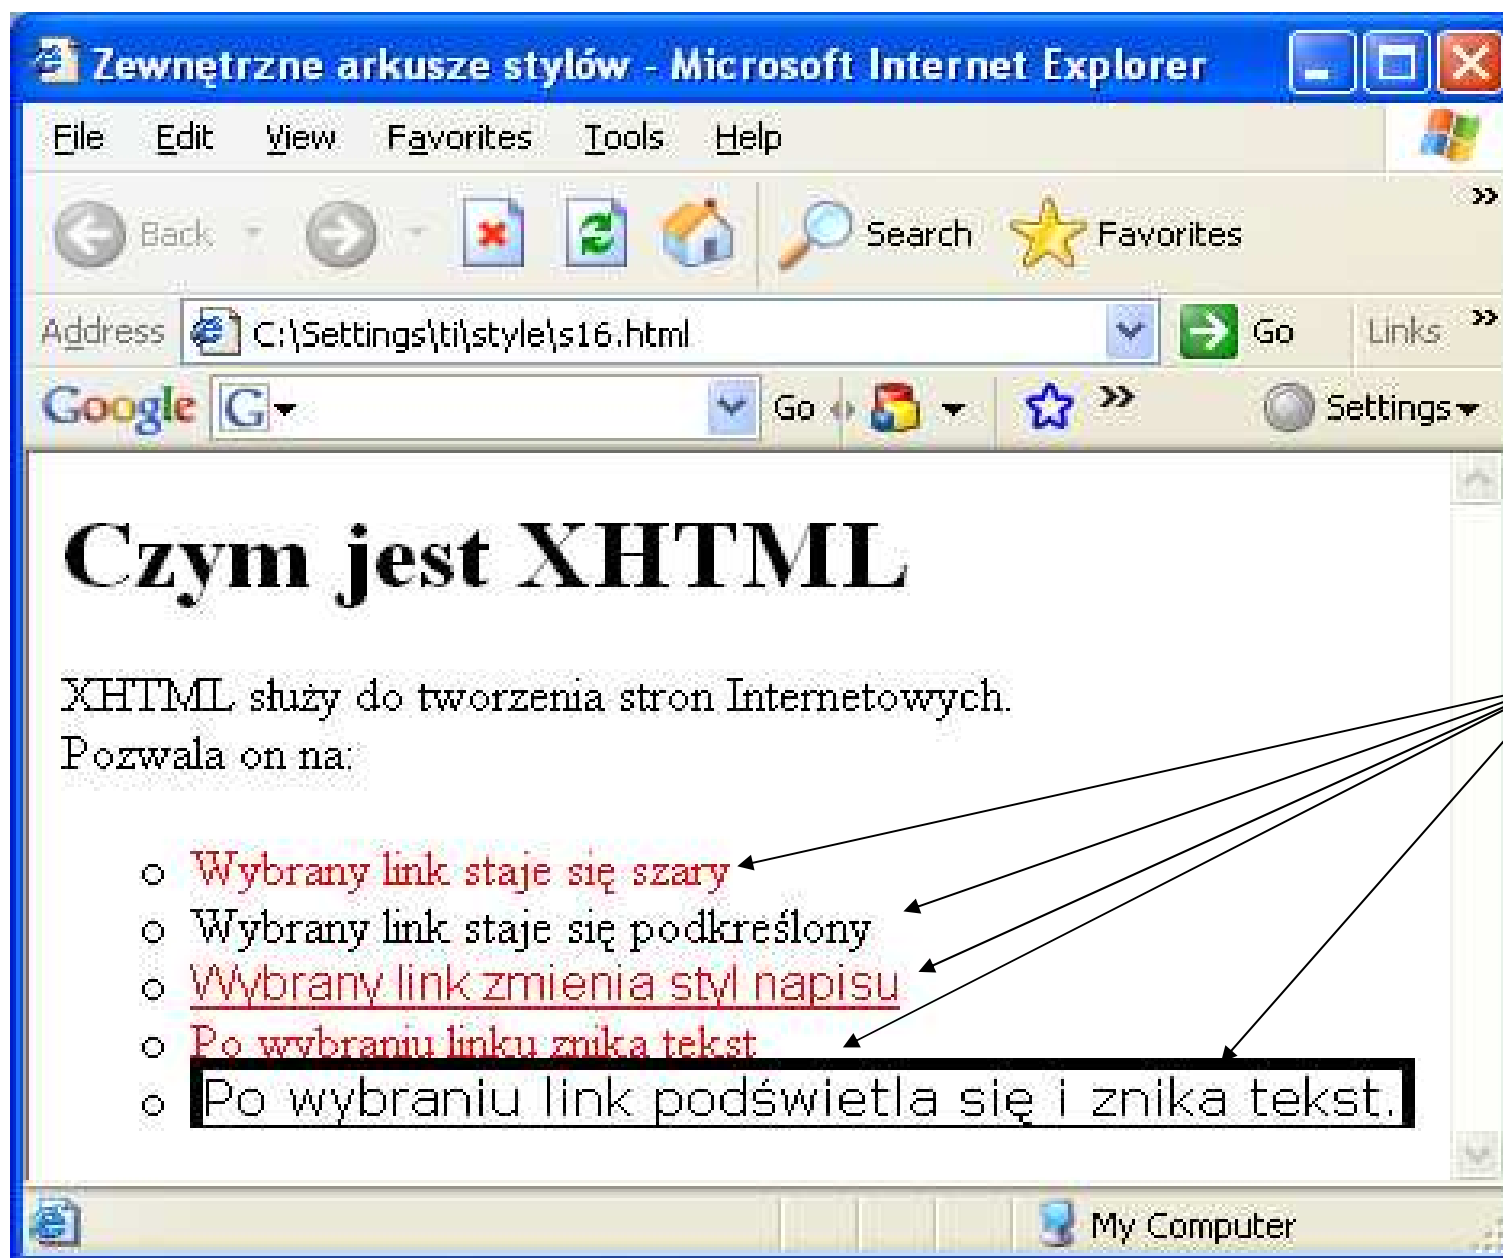 Zewnętrzne arkusze stylów - Microsoft Internet Explorer
File Edit View Favorites Tools Help
Back Search Favorites »
Address C:\Settings\ti\style\s16.html Go Links »
Google G Go » Settings
Czym jest XHTML
XHTML służy do tworzenia stron Internetowych.
Pozwala on na:
Wybrany link staje się szary
Wybrany link staje się podkreślony
Wybrany link zmienia styl napisu
Po wybraniu linku znika tekst
Po wybraniu link podświetla się i znika tekst.
My Computer